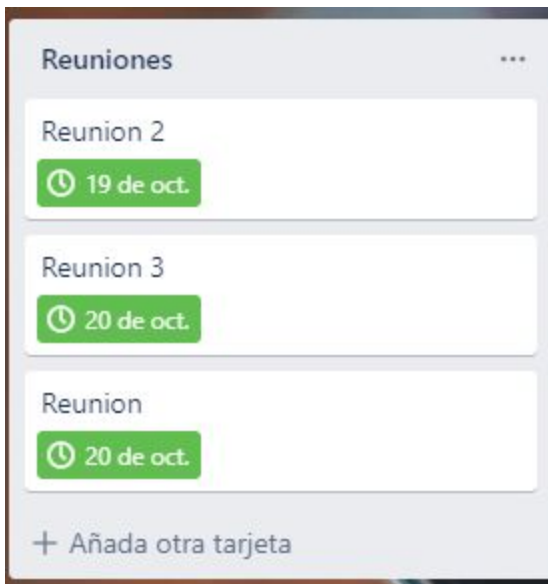 Reuniones
Reunion 2
19 de oct.
Reunion 3
20 de oct.
Reunion
20 de oct.
+ Añada otra tarjeta